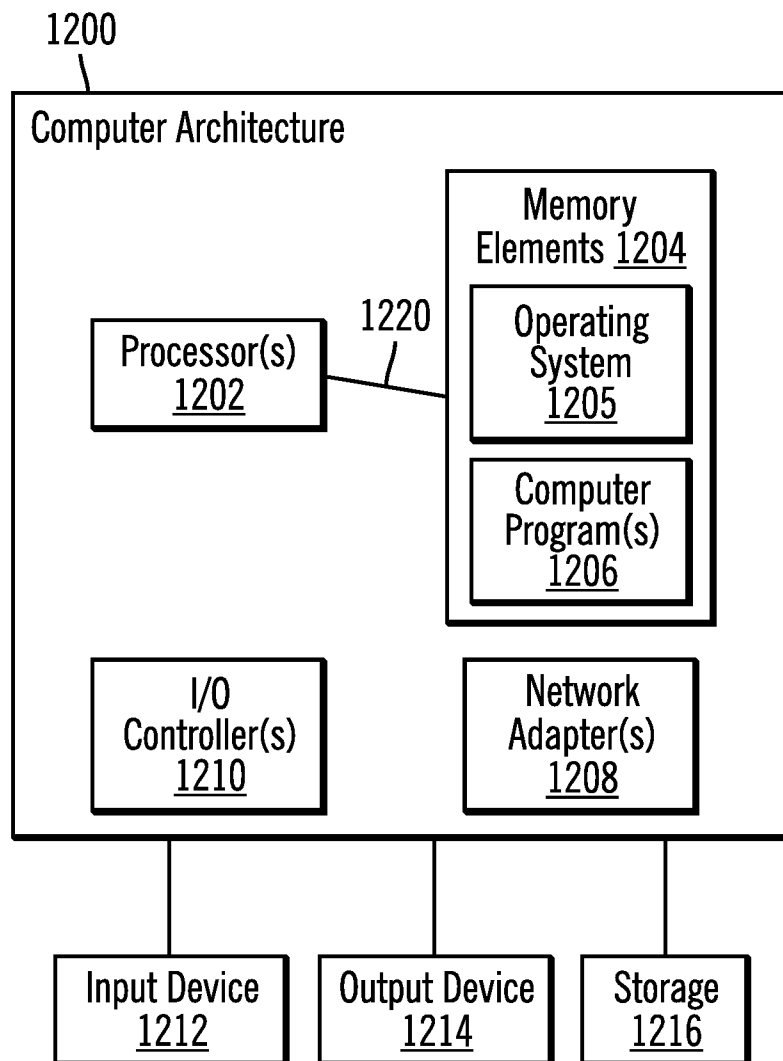 1200
Computer Architecture
Memory
Elements 1204
1220
Processor(s)
1202
Operating
System
1205
Computer
Program(s)
1206
I/O
Controller(s)
1210
Network
Adapter(s)
1208
Input Device
1212
Output Device
1214
Storage
1216